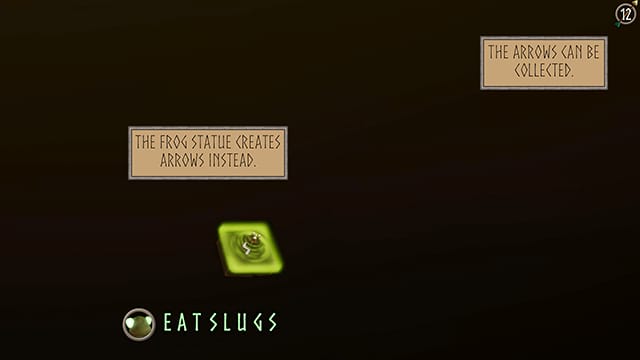 12
THE ARROWS CAN BE
COLLECTED.
THE FROG STATUE CREATES
ARROWS INSTEAD.
EATSLUGS